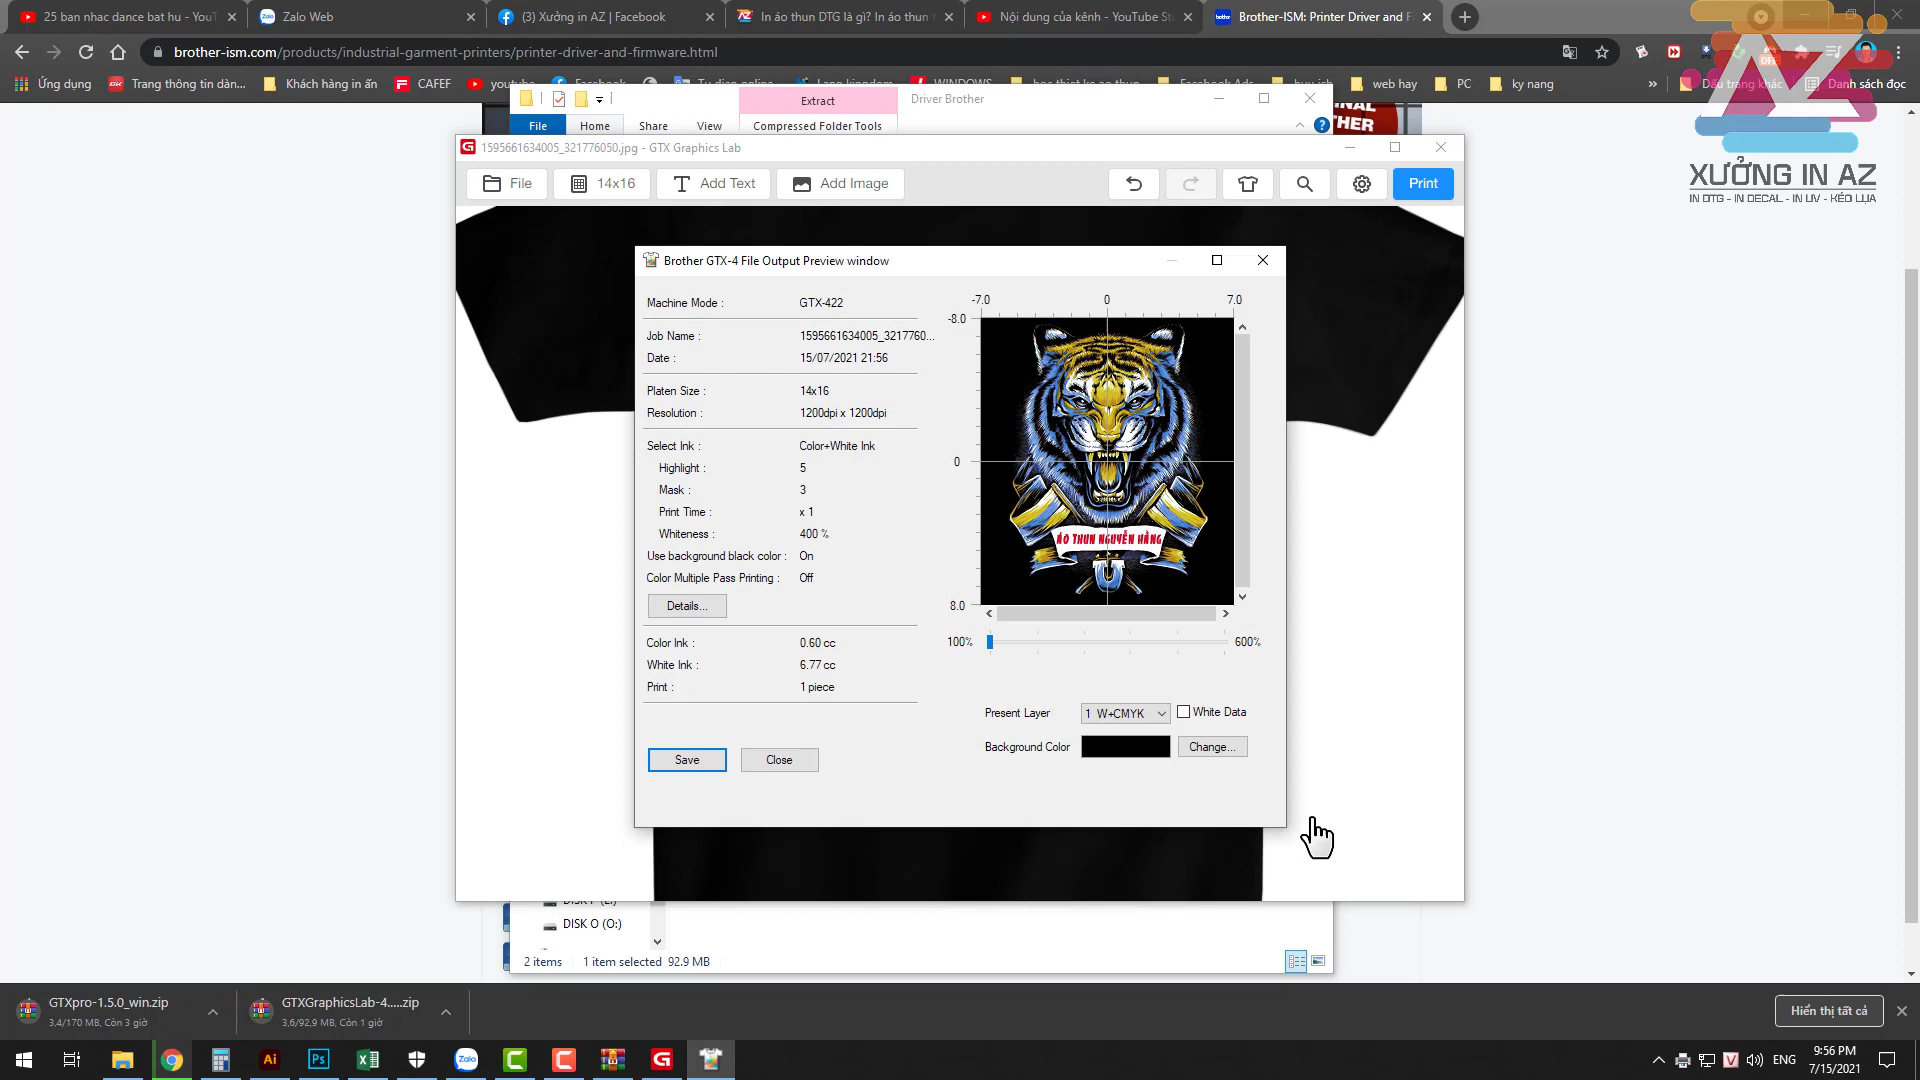 25 ban nhac dance bat hu - YouT
Zalo Web
(3) Xưởng in AZ | Facebook
In áo thun DTG là gì? In áo thun
Nội dung của kênh - YouTube St
Brother-ISM: Printer Driver and F
brother-ism.com/products/industrial-garment-printers/printer-driver-and-firmware.html
OFF
Ứng dụng
Trang thông tin dàn...
Khách hàng in ấn
CAFEF
web hay
PC
ky nang
»
Dấu trang khác
Danh sách đọc
XƯỞNG IN AZ
IN DTG - IN DECAL - IN UV - KÉO LỤA
Extract
Driver Brother
File
Home
Share
View
Compressed Folder Tools
1595661634005_321776050.jpg - GTX Graphics Lab
File
14x16
Add Text
Add Image
Print
Brother GTX-4 File Output Preview window
Machine Mode :
GTX-422
Job Name :
1595661634005_3217760...
Date :
15/07/2021 21:56
Platen Size :
14x16
Resolution :
1200dpi x 1200dpi
Select Ink :
Color+White Ink
Highlight :
5
Mask :
3
Print Time :
x 1
Whiteness :
400 %
Use background black color :
On
Color Multiple Pass Printing :
Off
Details...
Color Ink :
0.60 cc
White Ink :
6.77 cc
Print :
1 piece
Save
Close
-7.0
0
7.0
-8.0
0
8.0
ÁO THUN NGUYỄN HÀNG
100%
600%
Present Layer
1 W+CMYK
White Data
Background Color
Change...
DISK O (O:)
2 items
1 item selected 92.9 MB
GTXpro-1.5.0_win.zip
3,4/170 MB, Còn 3 giờ
GTXGraphicsLab-4.....zip
3,6/92,9 MB, Còn 1 giờ
Hiển thị tất cả
ENG
9:56 PM
7/15/2021